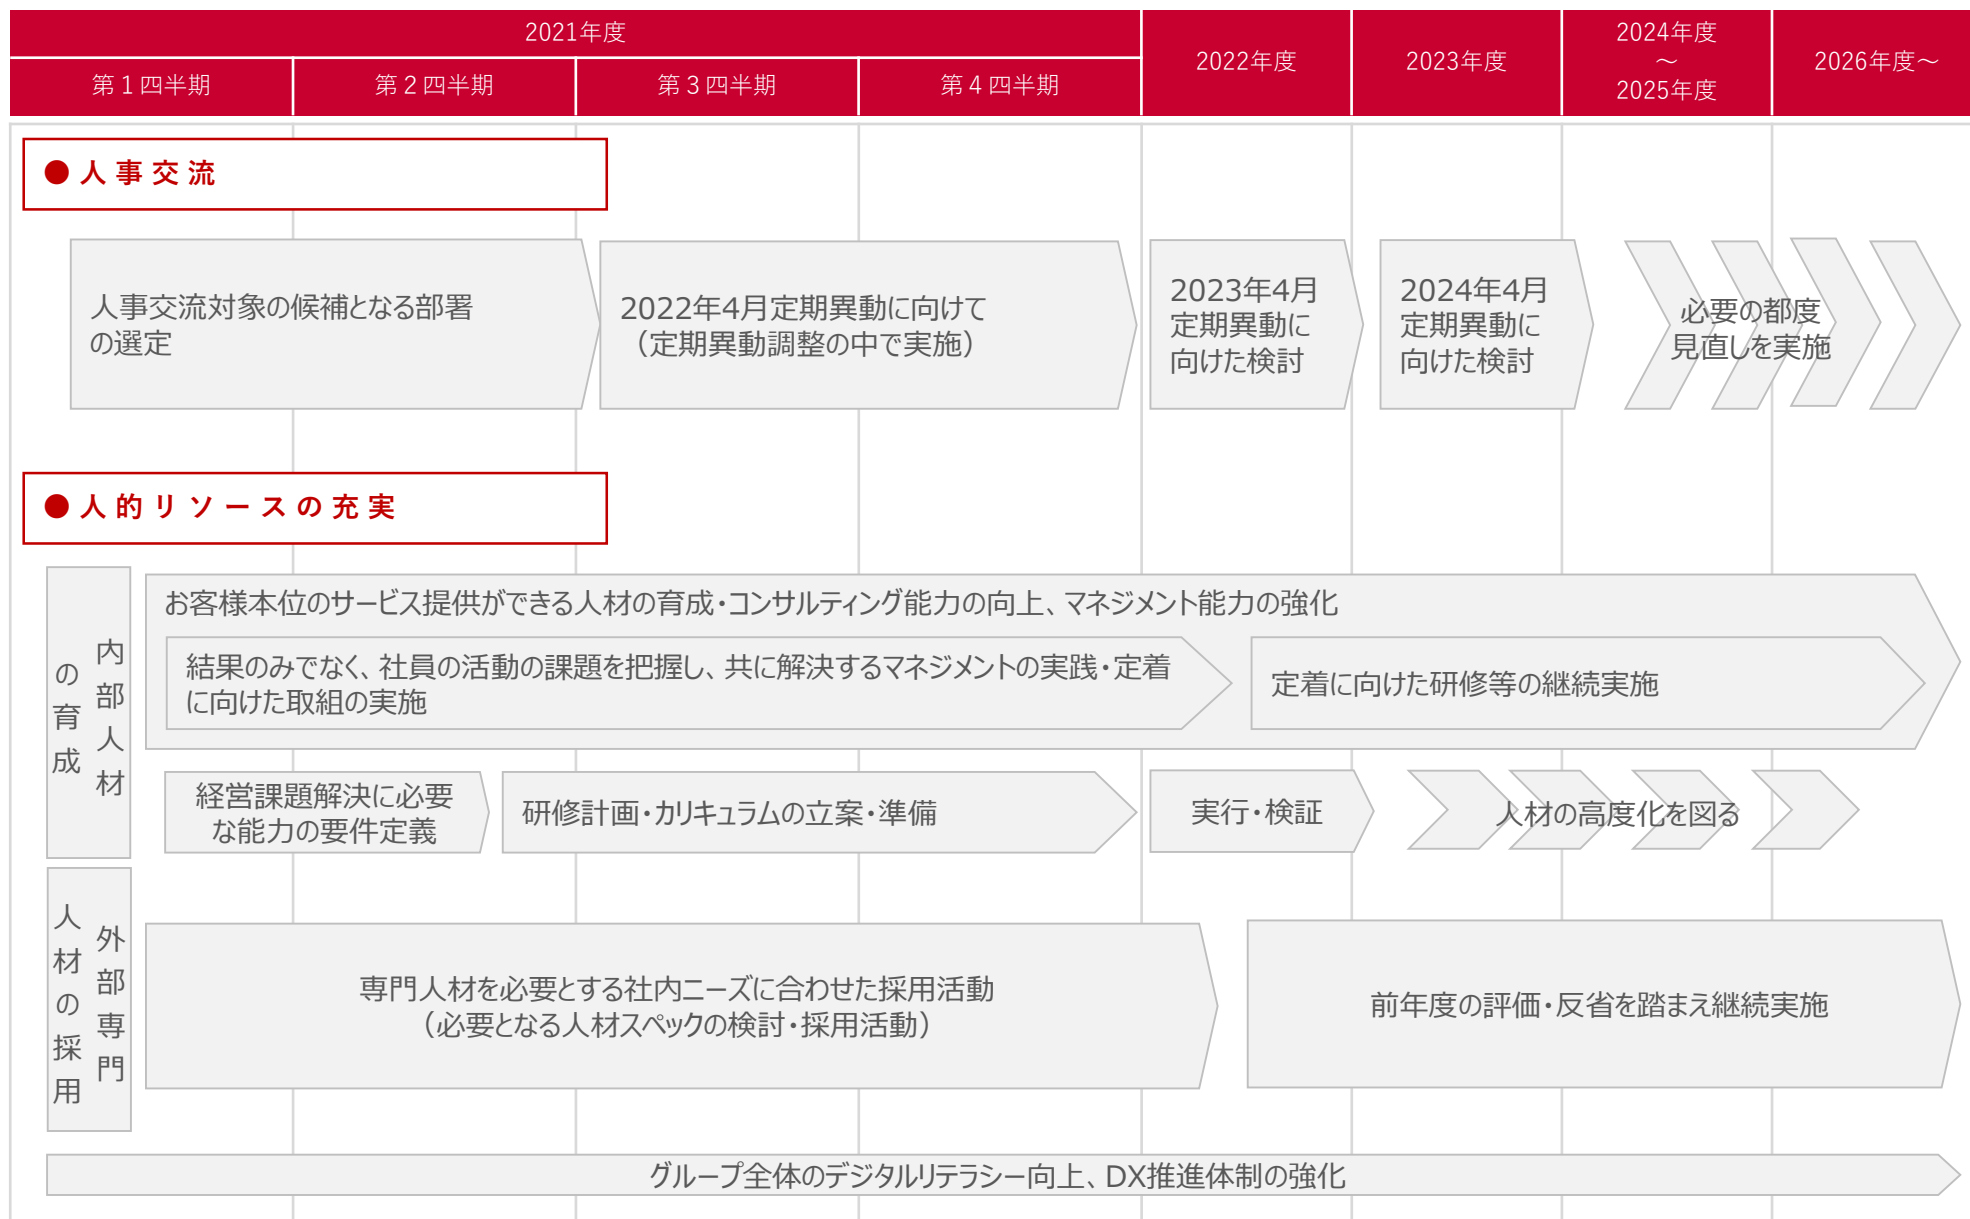 2021年度
2022年度
2023年度
2024年度
～
2025年度
2026年度～
第１四半期
第２四半期
第３四半期
第４四半期
●人事交流
人事交流対象の候補となる部署
の選定
2022年4月定期異動に向けて
（定期異動調整の中で実施）
2023年4月
定期異動に
向けた検討
2024年4月
定期異動に
向けた検討
必要の都度
見直しを実施
●人的リソースの充実
内部人材
の育成
お客様本位のサービス提供ができる人材の育成・コンサルティング能力の向上、マネジメント能力の強化
結果のみでなく、社員の活動の課題を把握し、共に解決するマネジメントの実践・定着
に向けた取組の実施
定着に向けた研修等の継続実施
経営課題解決に必要
な能力の要件定義
研修計画・カリキュラムの立案・準備
実行・検証
人材の高度化を図る
外部専門
人材の採用
専門人材を必要とする社内ニーズに合わせた採用活動
（必要となる人材スペックの検討・採用活動）
前年度の評価・反省を踏まえ継続実施
グループ全体のデジタルリテラシー向上、DX推進体制の強化